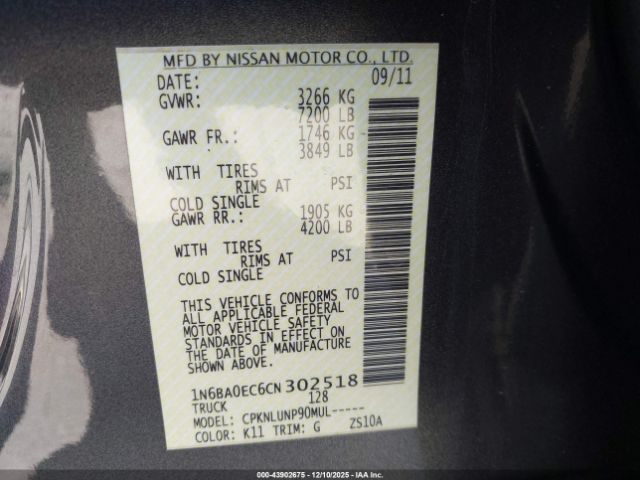 MFD BY NISSAN MOTOR CO., LTD.
DATE: 09/11
GVWR: 3266 KG
7200 LB
GAWR FR.: 1746 KG
3849 LB
WITH TIRES
RIMS AT PSI
COLD SINGLE
GAWR RR.: 1905 KG
4200 LB
WITH TIRES
RIMS AT PSI
COLD SINGLE
THIS VEHICLE CONFORMS TO
ALL APPLICABLE FEDERAL
MOTOR VEHICLE SAFETY
STANDARDS IN EFFECT ON
THE DATE OF MANUFACTURE
SHOWN ABOVE.
1N6BA0EC6CN302518
TRUCK 128
MODEL: CPKNLUNP90MUL-----
COLOR: K11 TRIM: G ZS10A
000-43902675 - 12/10/2025 - IAAI.COM